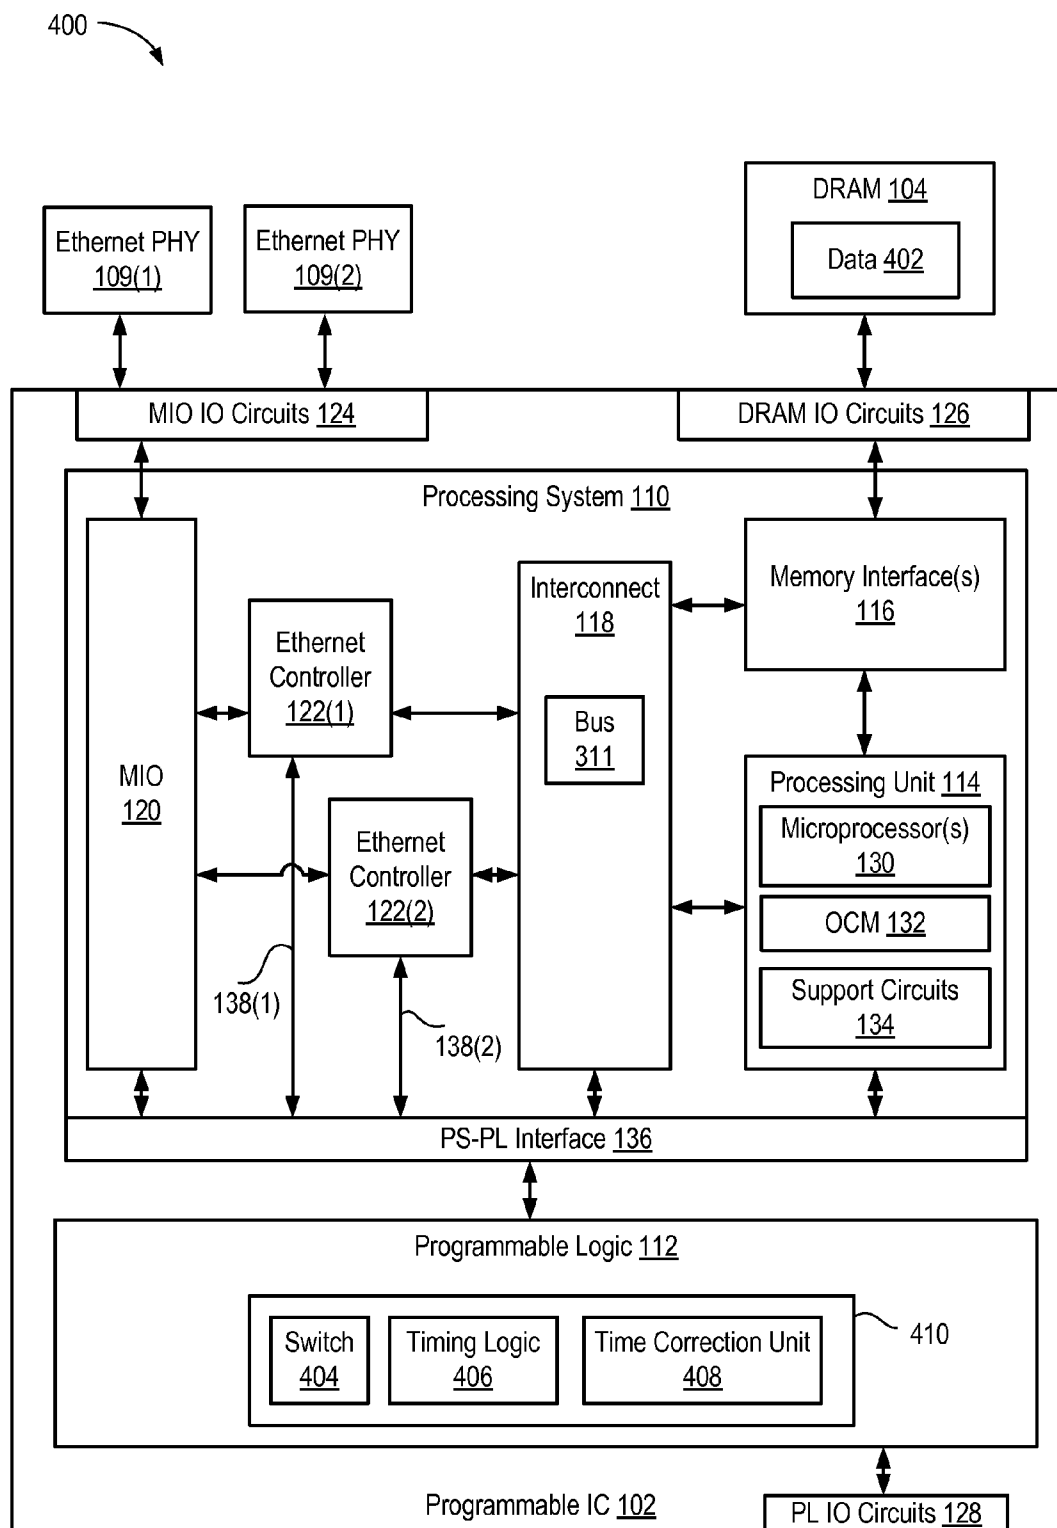 400
DRAM 104
Data 402
Ethernet PHY
109(1)
Ethernet PHY
109(2)
MIO IO Circuits 124
DRAM IO Circuits 126
Processing System 110
MIO
120
Ethernet
Controller
122(1)
Ethernet
Controller
122(2)
138(1)
138(2)
Interconnect
118
Bus
311
Memory Interface(s)
116
Processing Unit 114
Microprocessor(s)
130
OCM 132
Support Circuits
134
PS-PL Interface 136
Programmable Logic 112
Switch
404
Timing Logic
406
Time Correction Unit
408
410
Programmable IC 102
PL IO Circuits 128